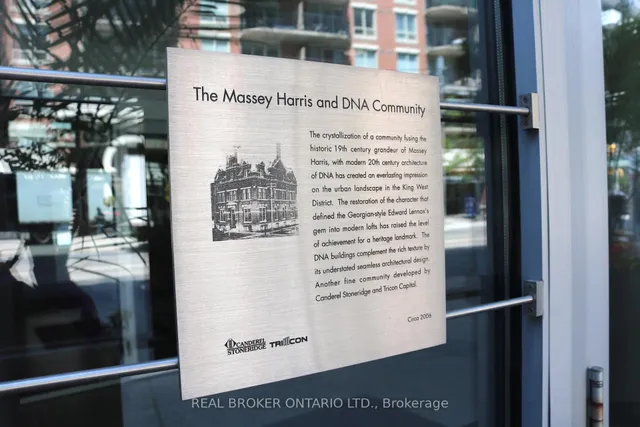 The Massey Harris and DNA Community
The crystallization of a community fusing the
historic 19th century grandeur of Massey
Harris, with modern 20th century architecture
of DNA has created an everlasting impression
on the urban landscape in the King West
District. The restoration of the character that
defined the Georgian-style Edward Lennox's
gem into modern lofts has raised the level
of achievement for a heritage landmark. The
DNA buildings complement the rich texture by
its understated seamless architectural design.
Another fine community developed by
Canderel Stoneridge and Tricon Capital.
Circa 2006
CANDEREL
STONERIDGE
TRICON
REAL BROKER ONTARIO LTD., Brokerage